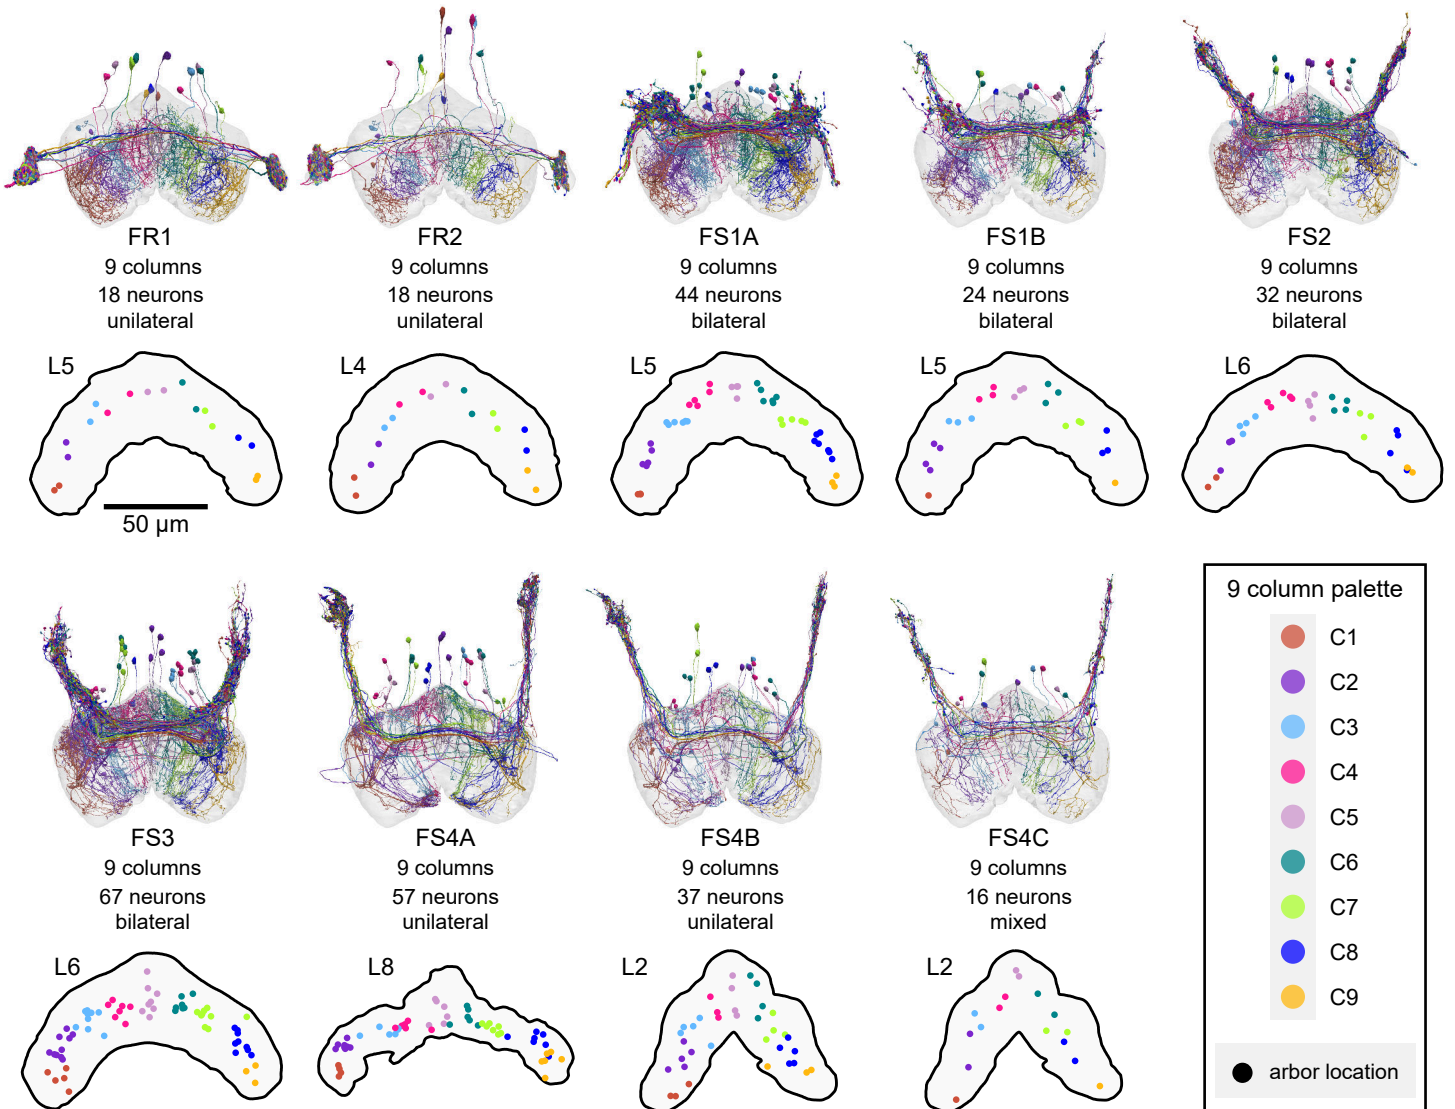 FR1
9 columns
18 neurons
unilateral
FR2
9 columns
18 neurons
unilateral
FS1A
9 columns
44 neurons
bilateral
FS1B
9 columns
24 neurons
bilateral
FS2
9 columns
32 neurons
bilateral
L5
L4
L5
L5
L6
50 µm
FS3
9 columns
67 neurons
bilateral
FS4A
9 columns
57 neurons
unilateral
FS4B
9 columns
37 neurons
unilateral
FS4C
9 columns
16 neurons
mixed
L6
L8
L2
L2
9 column palette
C1
C2
C3
C4
C5
C6
C7
C8
C9
arbor location